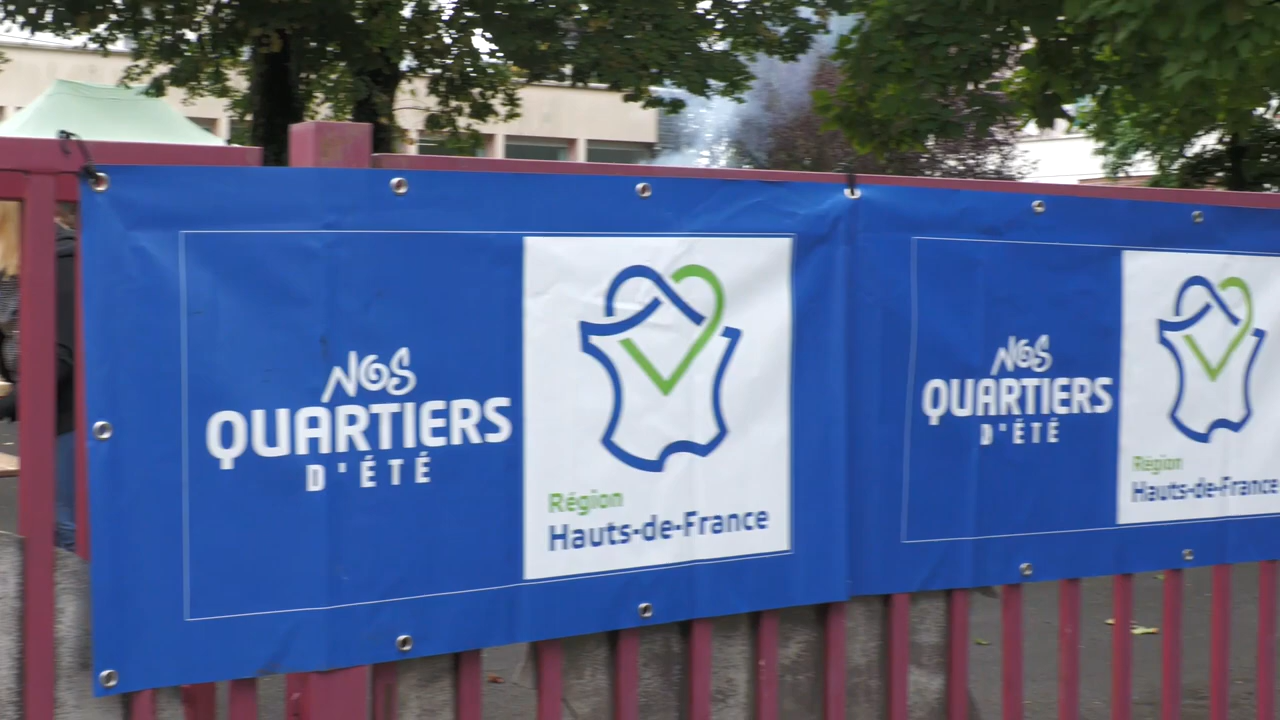 NOS
QUARTIERS
D'ÉTÉ
Région
Hauts-de-France
NOS
QUARTIERS
D'ÉTÉ
Région
Hauts-de-France